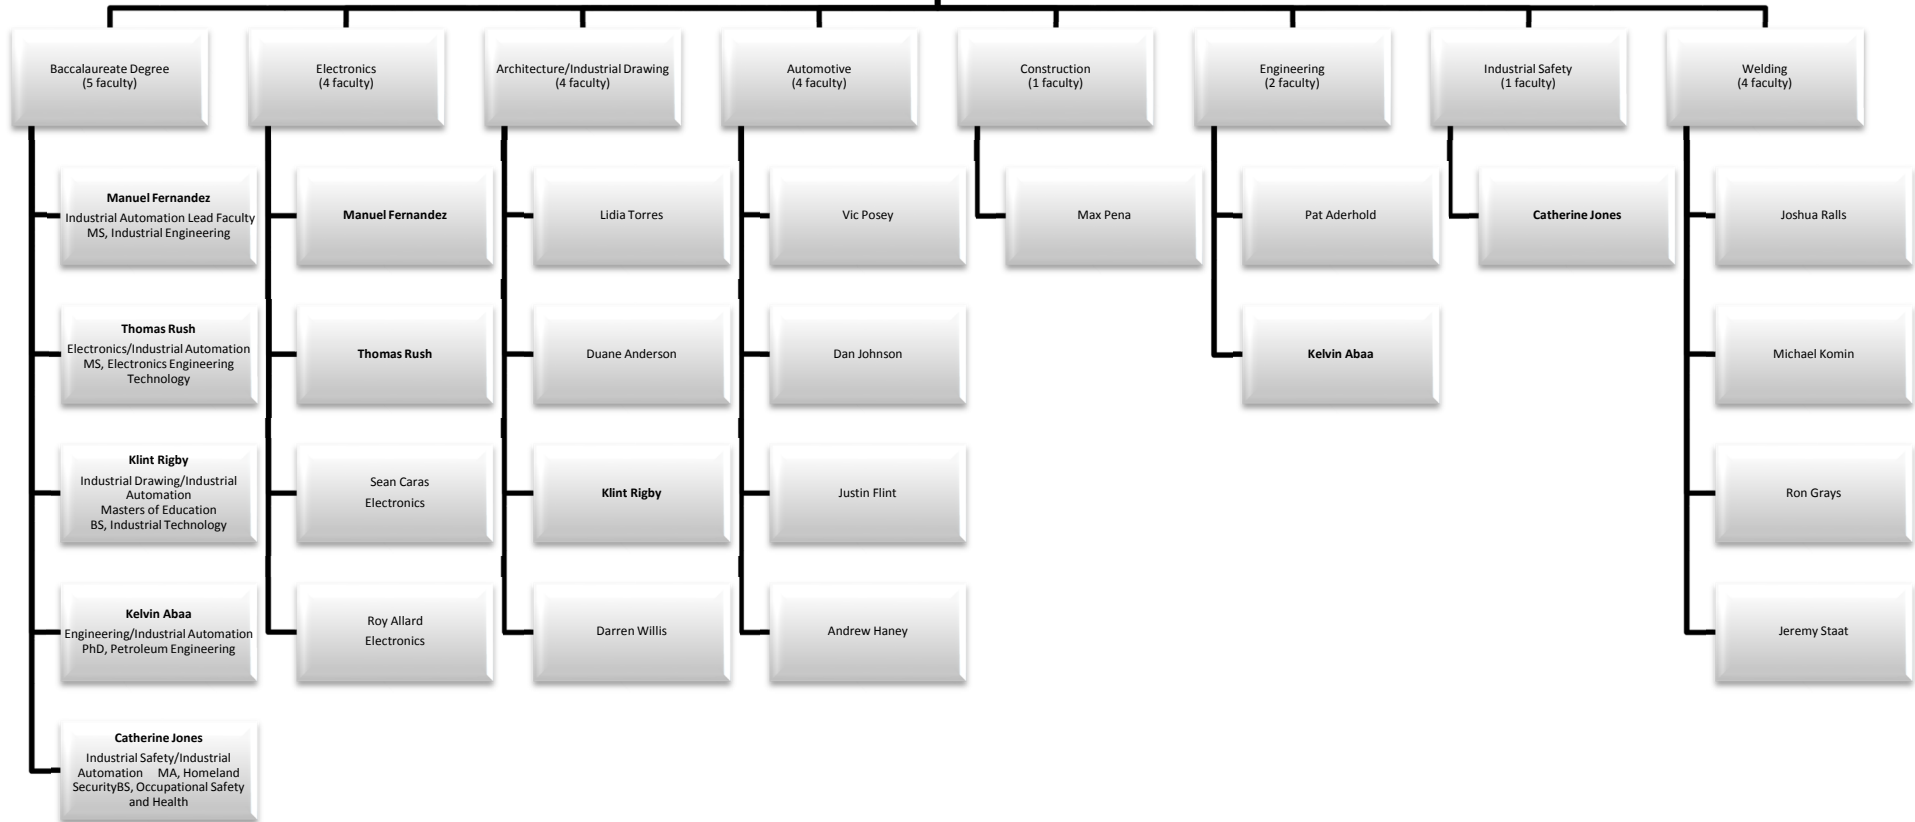 Baccalaureate Degree
(5 faculty)
Electronics
(4 faculty)
Architecture/Industrial Drawing
(4 faculty)
Automotive
(4 faculty)
Construction
(1 faculty)
Engineering
(2 faculty)
Industrial Safety
(1 faculty)
Welding
(4 faculty)
Manuel Fernandez
Industrial Automation Lead Faculty
MS, Industrial Engineering
Thomas Rush
Electronics/Industrial Automation
MS, Electronics Engineering
Technology
Klint Rigby
Industrial Drawing/Industrial
Automation
Masters of Education
BS, Industrial Technology
Kelvin Abaa
Engineering/Industrial Automation
PhD, Petroleum Engineering
Catherine Jones
Industrial Safety/Industrial
Automation MA, Homeland
SecurityBS, Occupational Safety
and Health
Manuel Fernandez
Thomas Rush
Sean Caras
Electronics
Roy Allard
Electronics
Lidia Torres
Duane Anderson
Klint Rigby
Darren Willis
Vic Posey
Dan Johnson
Justin Flint
Andrew Haney
Max Pena
Pat Aderhold
Kelvin Abaa
Catherine Jones
Joshua Ralls
Michael Komin
Ron Grays
Jeremy Staat